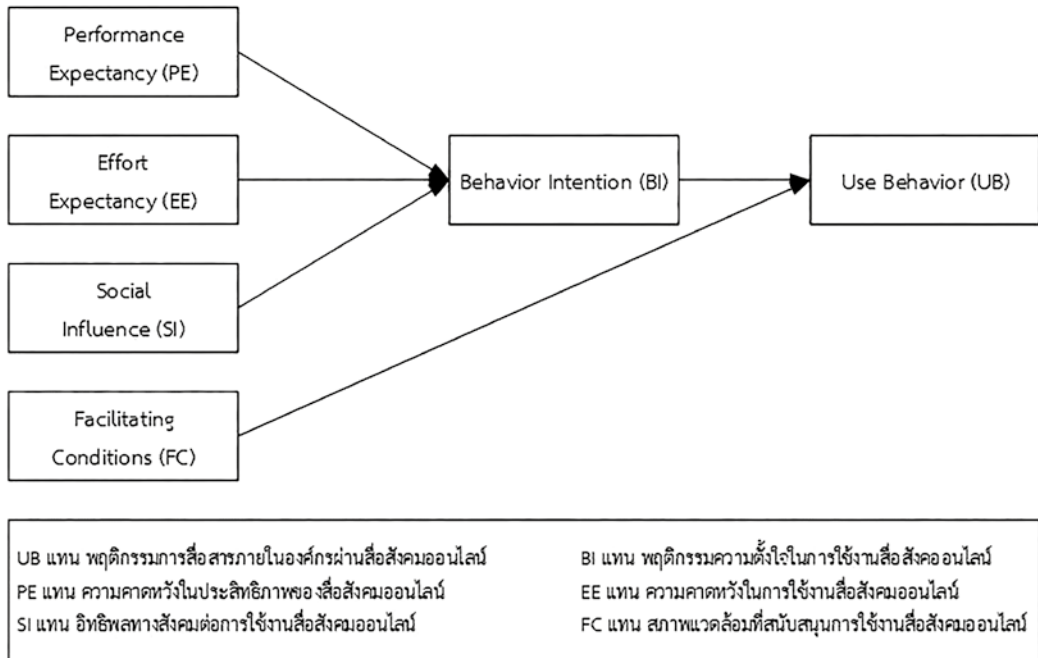 Performance
Expectancy (PE)
Effort
Expectancy (EE)
Behavior Intention (BI)
Use Behavior (UB)
Social
Influence (SI)
Facilitating
Conditions (FC)
UB แทน พฤติกรรมการสื่อสารภายในองค์กรผ่านสื่อสังคมออนไลน์
BI แทน พฤติกรรมความตั้งใจในการใช้งานสื่อสังคออนไลน์
PE แทน ความคาดหวังในประสิทธิภาพของสื่อสังคมออนไลน์
EE แทน ความคาดหวังในการใช้งานสื่อสังคมออนไลน์
SI แทน อิทธิพลทางสังคมต่อการใช้งานสื่อสังคมออนไลน์
FC แทน สภาพแวดล้อมที่สนับสนุนการใช้งานสื่อสังคมออนไลน์